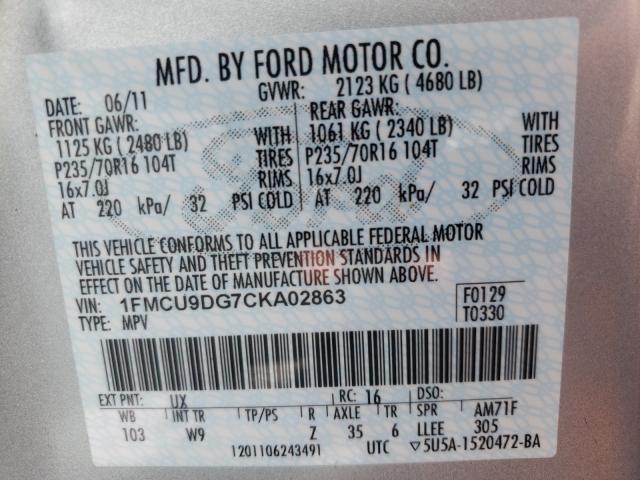 MFD. BY FORD MOTOR CO.
DATE: 06/11 GVWR: 2123 KG ( 4680 LB)
FRONT GAWR: REAR GAWR:
1125 KG ( 2480 LB) WITH 1061 KG ( 2340 LB) WITH
P235/70R16 104T TIRES P235/70R16 104T TIRES
16x7.0J RIMS 16x7.0J RIMS
AT 220 kPa/ 32 PSI COLD AT 220 kPa/ 32 PSI COLD
Ford
THIS VEHICLE CONFORMS TO ALL APPLICABLE FEDERAL MOTOR
VEHICLE SAFETY AND THEFT PREVENTION STANDARDS IN
EFFECT ON THE DATE OF MANUFACTURE SHOWN ABOVE.
VIN: 1FMCU9DG7CKA02863 F0129
TYPE: MPV T0330
EXT PNT: UX RC: 16 DSO:
WB INT TR TP/PS R AXLE TR SPR AM71F
103 W9 Z 35 6 LLEE 305
1201106243491 UTC ▽5U5A-1520472-BA